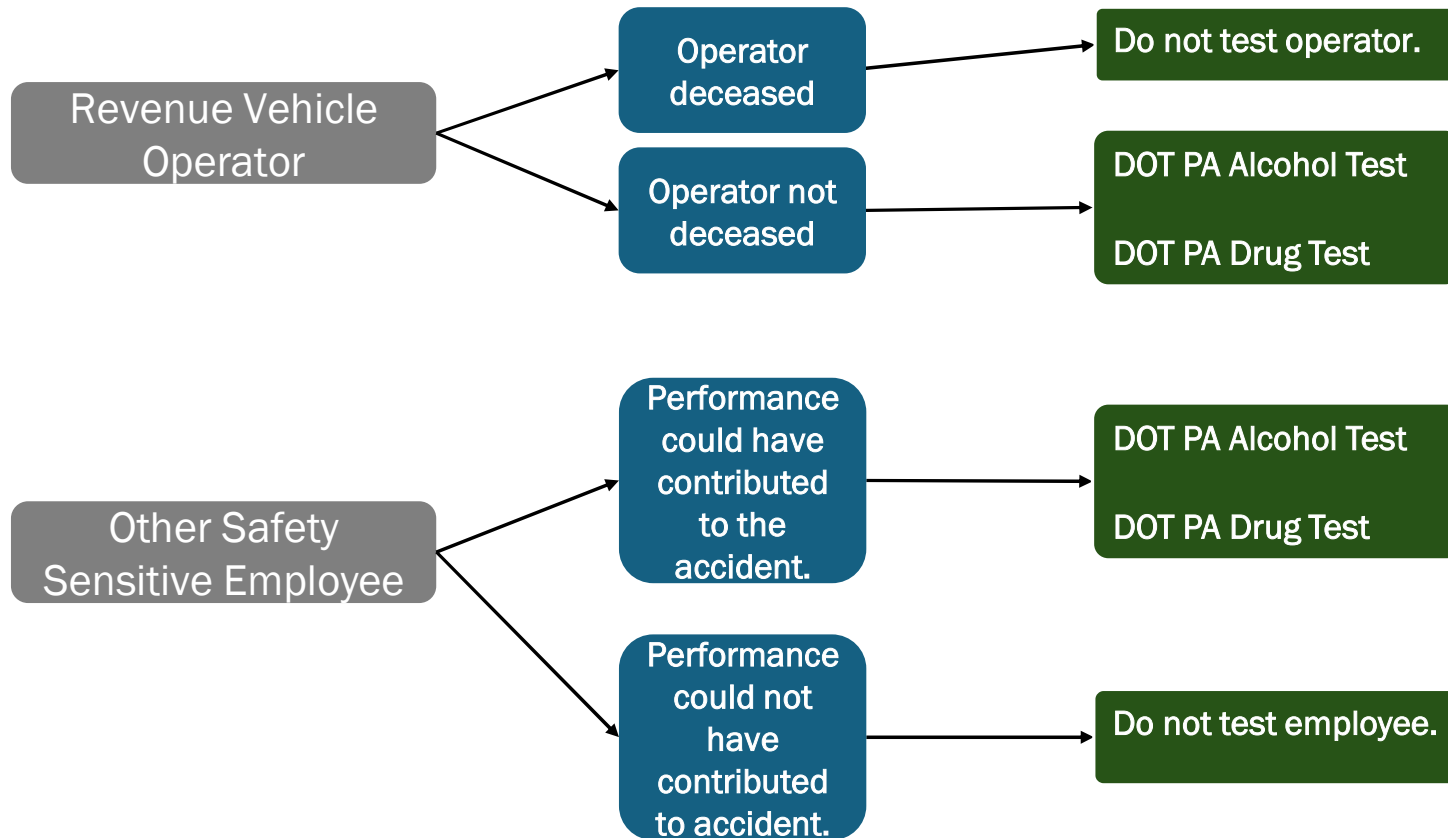 Revenue Vehicle
Operator
Operator
deceased
Do not test operator.
Operator not
deceased
DOT PA Alcohol Test
DOT PA Drug Test
Other Safety
Sensitive Employee
Performance
could have
contributed
to the
accident.
DOT PA Alcohol Test
DOT PA Drug Test
Performance
could not
have
contributed
to accident.
Do not test employee.